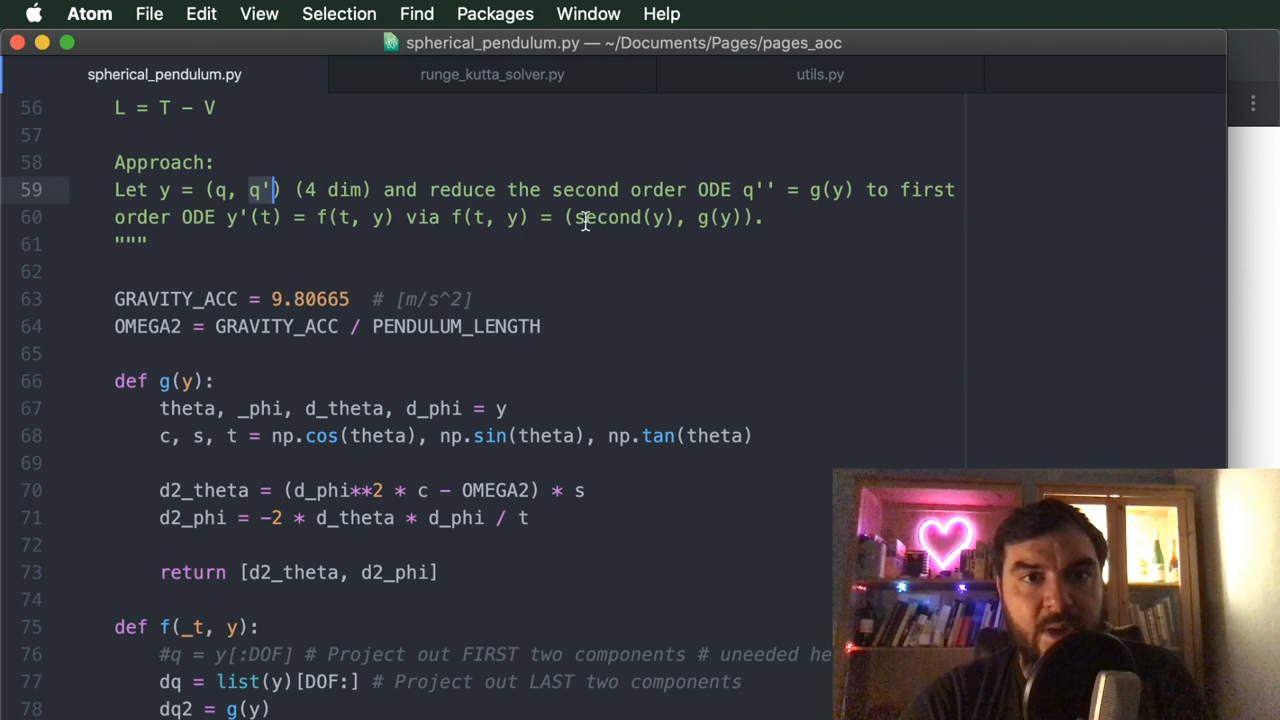 Atom File Edit View Selection Find Packages Window Help
spherical_pendulum.py — ~/Documents/Pages/pages_aoc
spherical_pendulum.py runge_kutta_solver.py utils.py
56 L = T - V
57
58 Approach:
59 Let y = (q, q') (4 dim) and reduce the second order ODE q'' = g(y) to first
60 order ODE y'(t) = f(t, y) via f(t, y) = (second(y), g(y)).
61 """
62
63 GRAVITY_ACC = 9.80665 # [m/s^2]
64 OMEGA2 = GRAVITY_ACC / PENDULUM_LENGTH
65
66 def g(y):
67 theta, _phi, d_theta, d_phi = y
68 c, s, t = np.cos(theta), np.sin(theta), np.tan(theta)
69
70 d2_theta = (d_phi**2 * c - OMEGA2) * s
71 d2_phi = -2 * d_theta * d_phi / t
72
73 return [d2_theta, d2_phi]
74
75 def f(_t, y):
76 #q = y[:DOF] # Project out FIRST two components # uneeded he
77 dq = list(y)[DOF:] # Project out LAST two components
78 dq2 = g(y)